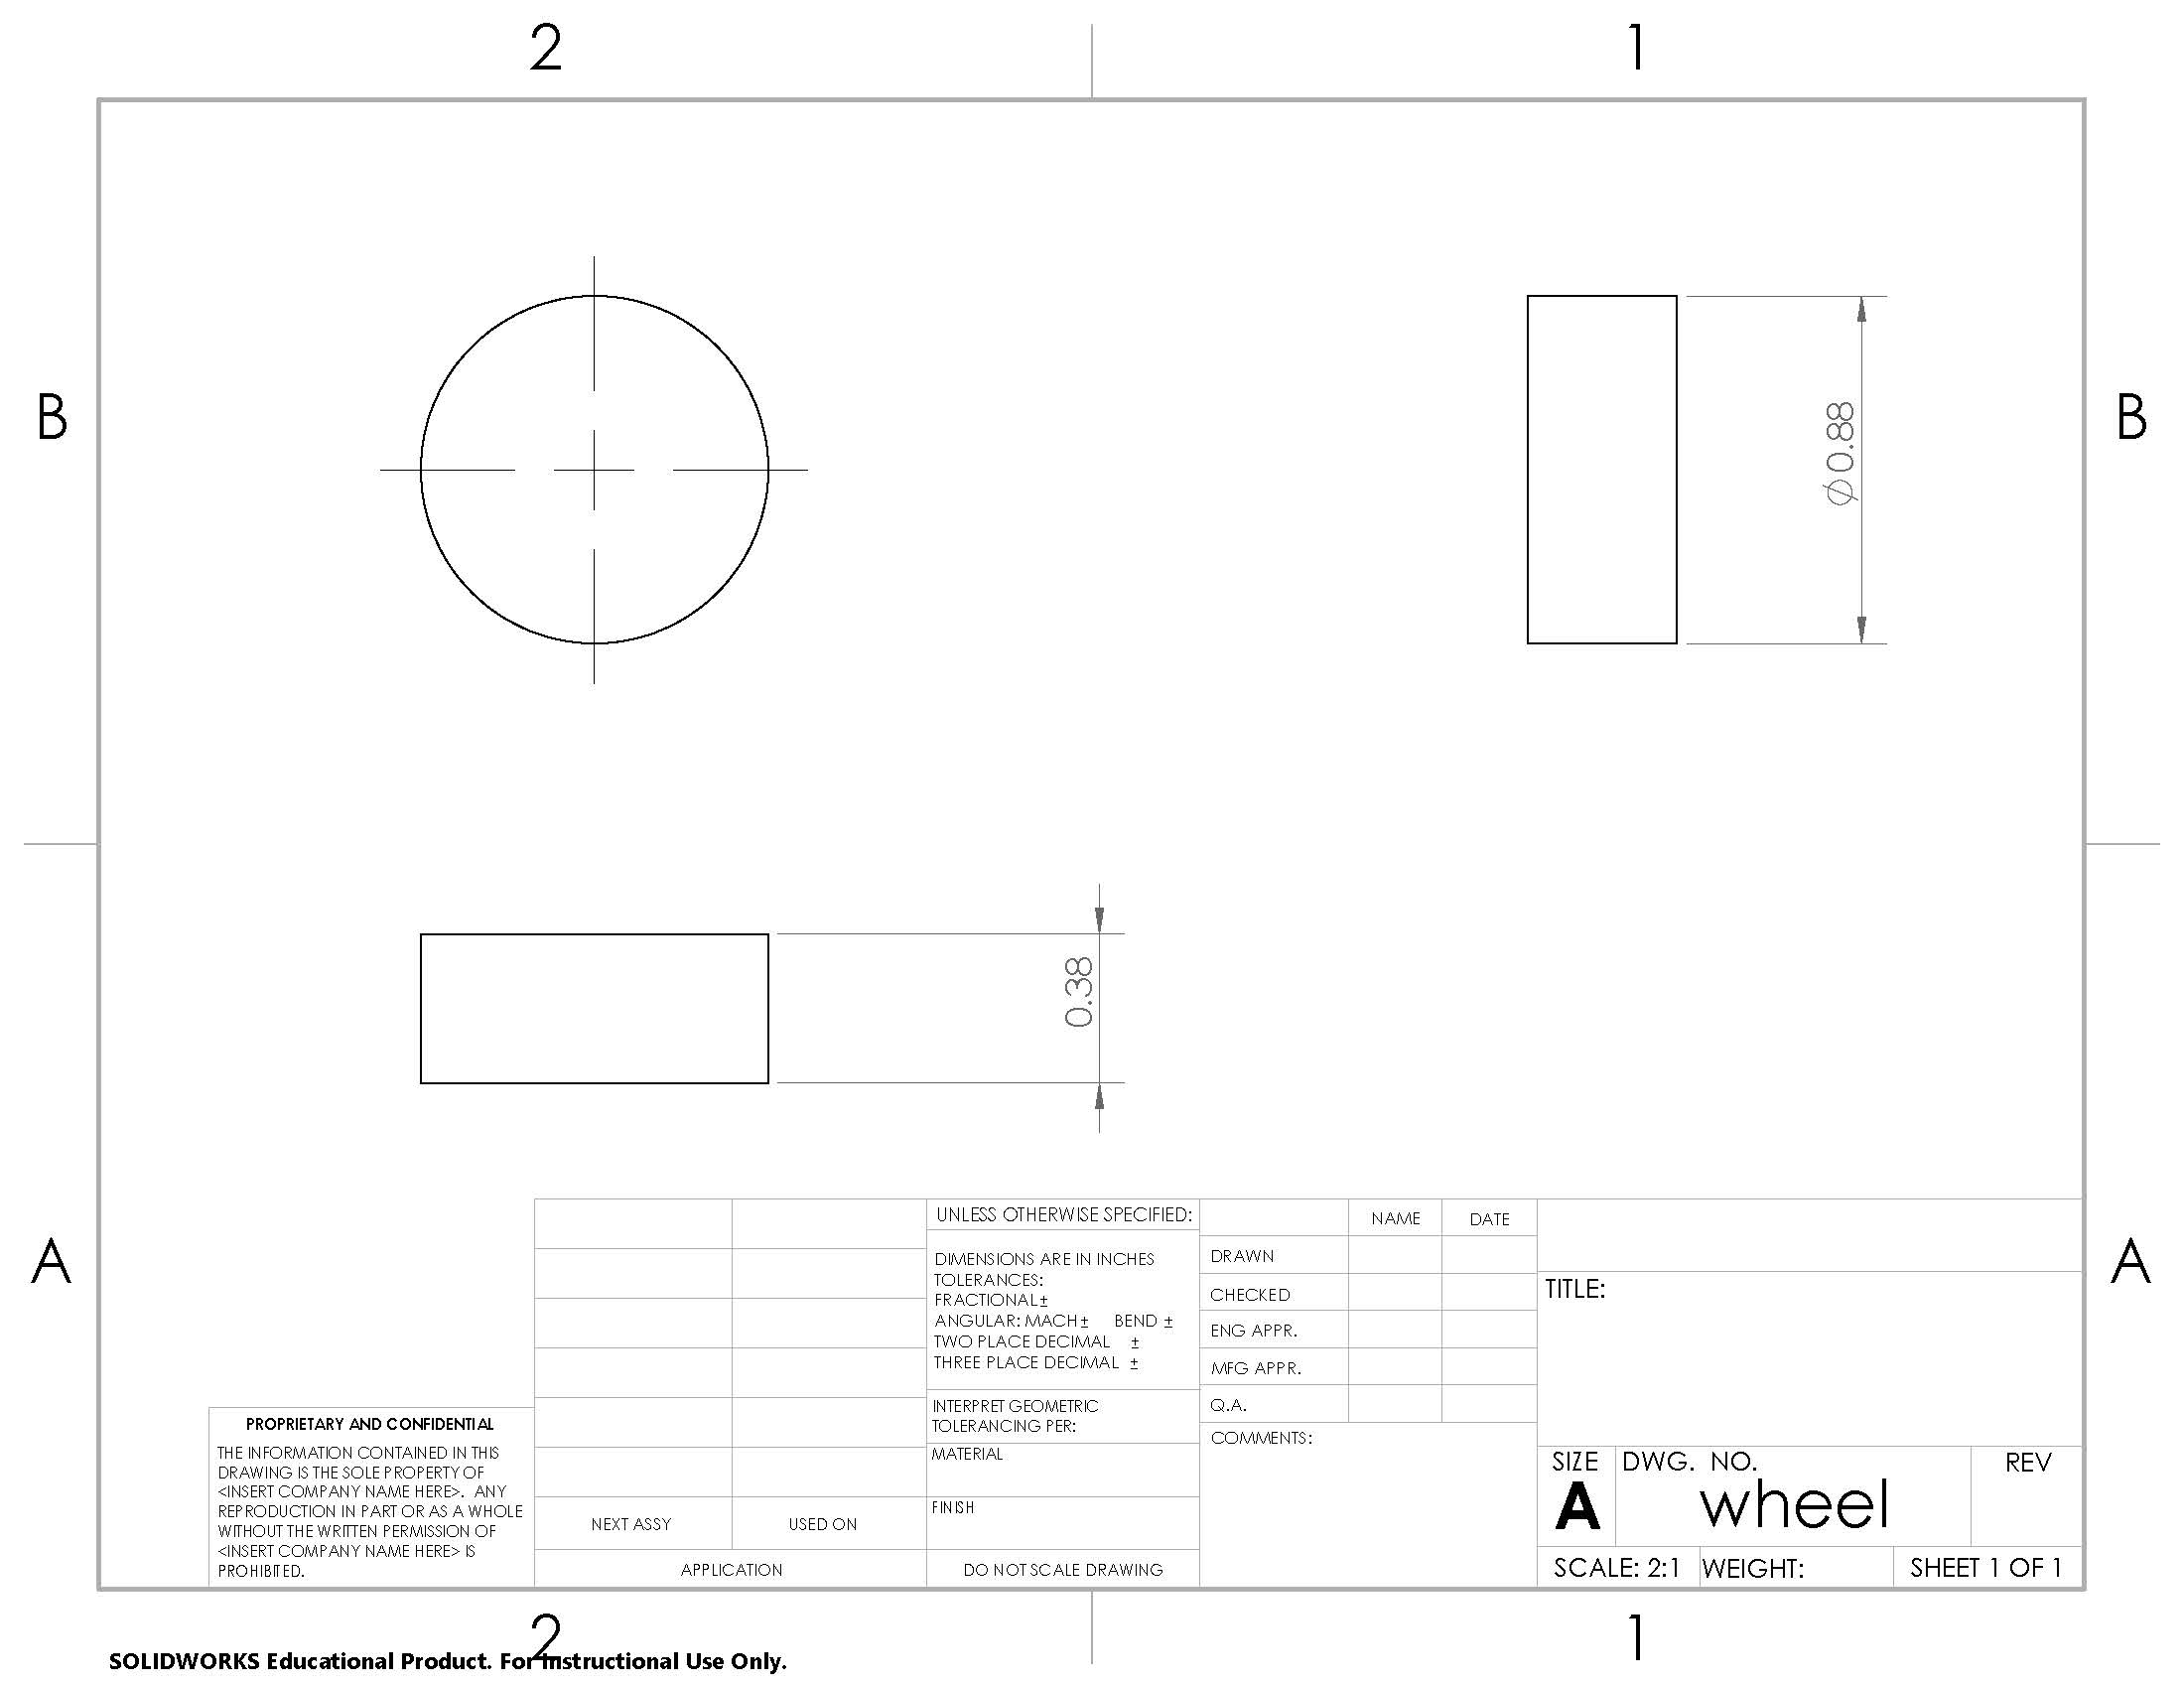 2
1
B
B
⌀0.88
0.38
A
A
UNLESS OTHERWISE SPECIFIED:
DIMENSIONS ARE IN INCHES
TOLERANCES:
FRACTIONAL±
ANGULAR: MACH± BEND ±
TWO PLACE DECIMAL ±
THREE PLACE DECIMAL ±
INTERPRET GEOMETRIC
TOLERANCING PER:
MATERIAL
FINISH
DO NOT SCALE DRAWING
NAME
DATE
DRAWN
CHECKED
ENG APPR.
MFG APPR.
Q.A.
COMMENTS:
TITLE:
SIZE
A
DWG. NO.
wheel
REV
SCALE: 2:1
WEIGHT:
SHEET 1 OF 1
PROPRIETARY AND CONFIDENTIAL
THE INFORMATION CONTAINED IN THIS
DRAWING IS THE SOLE PROPERTY OF
<INSERT COMPANY NAME HERE>. ANY
REPRODUCTION IN PART OR AS A WHOLE
WITHOUT THE WRITTEN PERMISSION OF
<INSERT COMPANY NAME HERE> IS
PROHIBITED.
NEXT ASSY
USED ON
APPLICATION
2
1
SOLIDWORKS Educational Product. For Instructional Use Only.